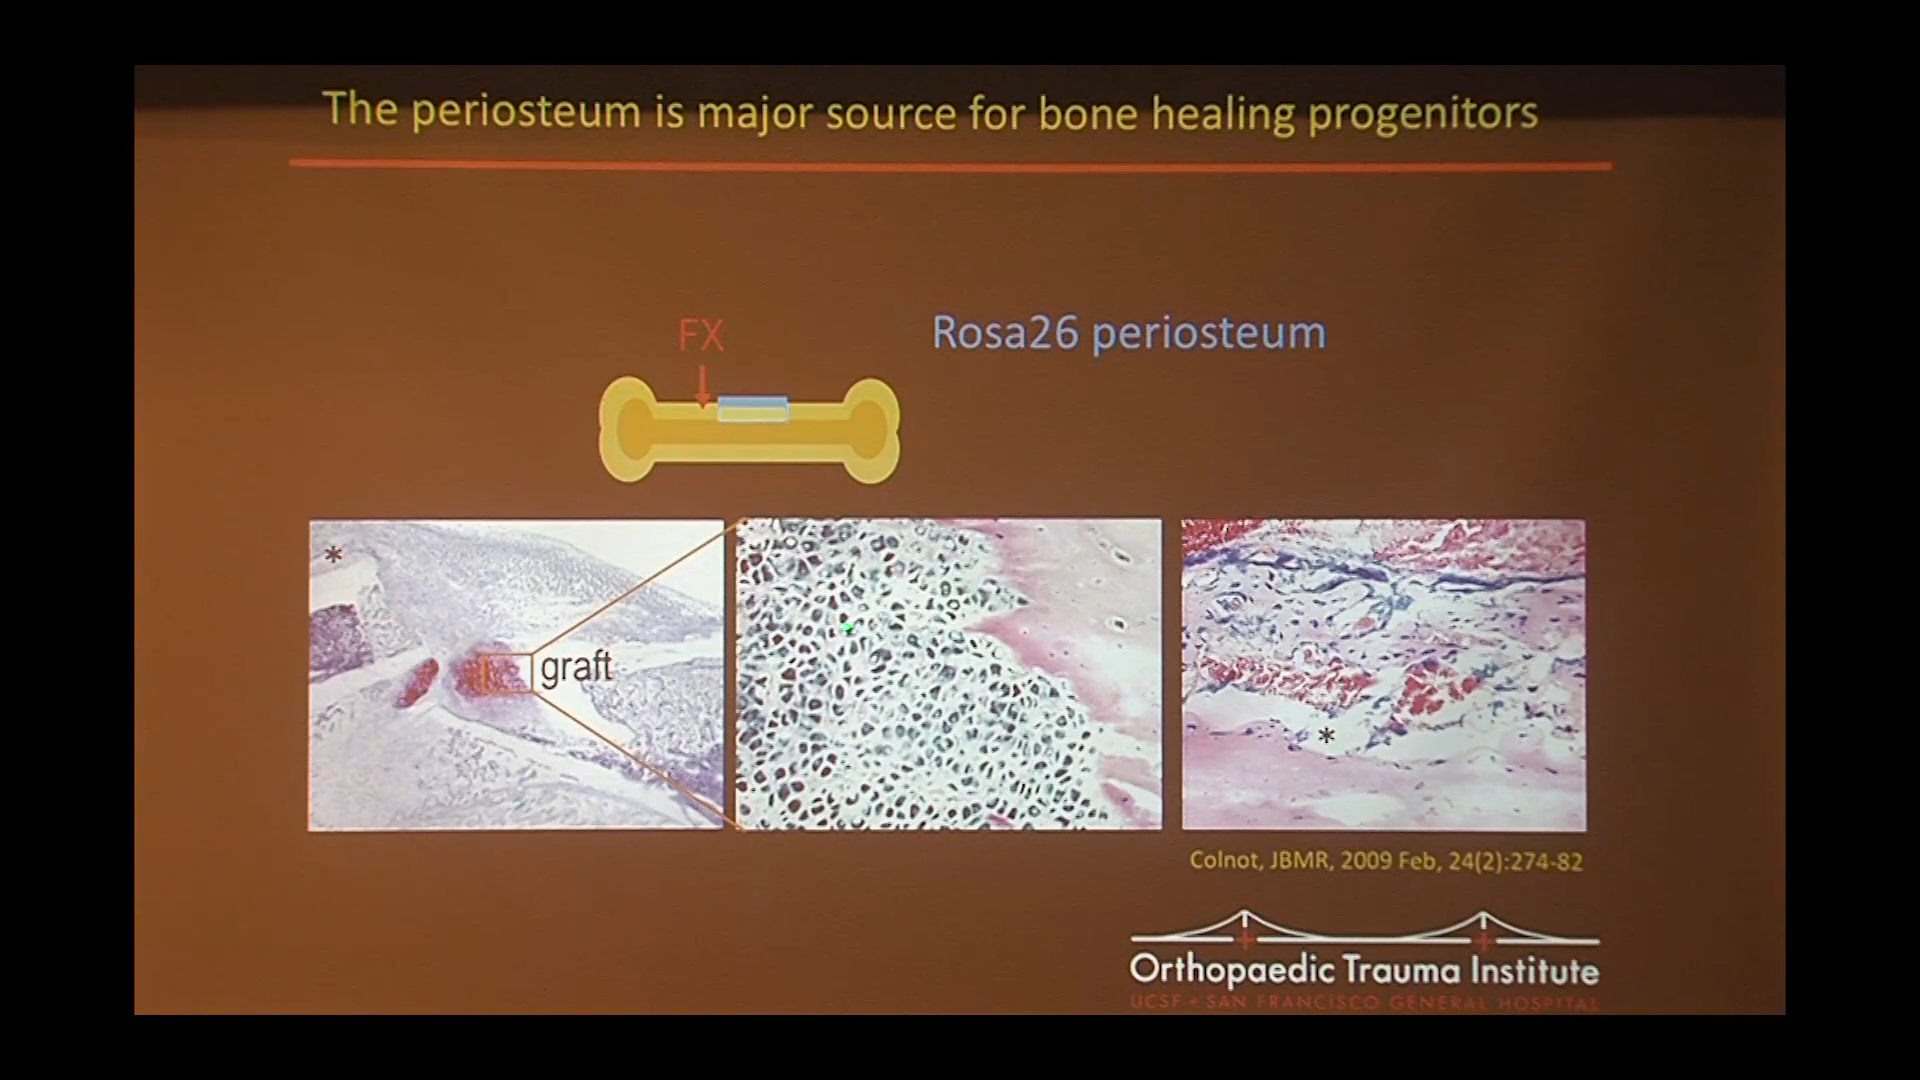 The periosteum is major source for bone healing progenitors
FX
Rosa26 periosteum
*
graft
*
Colnot, JBMR, 2009 Feb, 24(2):274-82
Orthopaedic Trauma Institute
UCSF + SAN FRANCISCO GENERAL HOSPITAL